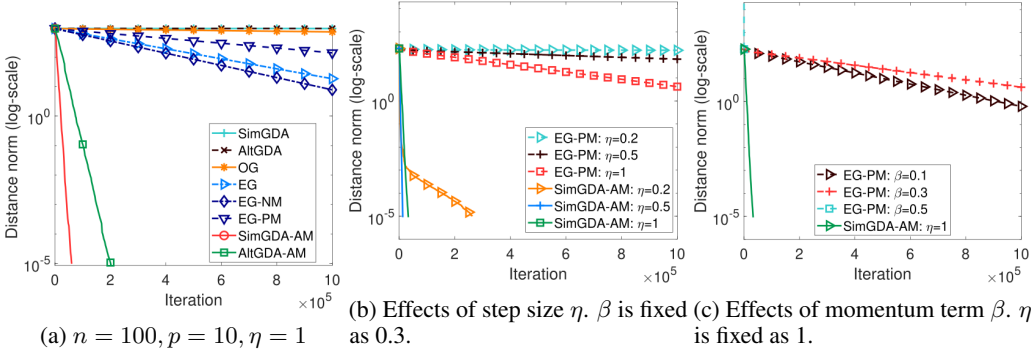 Distance norm (log-scale)
10^0
10^-5
SimGDA
AltGDA
OG
EG
EG-NM
EG-PM
SimGDA-AM
AltGDA-AM
0 2 4 6 8 10
Iteration ×10^5
(a) n = 100, p = 10, η = 1
Distance norm (log-scale)
10^0
10^-5
EG-PM: η=0.2
EG-PM: η=0.5
EG-PM: η=1
SimGDA-AM: η=0.2
SimGDA-AM: η=0.5
SimGDA-AM: η=1
0 2 4 6 8 10
Iteration ×10^5
(b) Effects of step size η. β is fixed
as 0.3.
Distance norm (log-scale)
10^0
10^-5
EG-PM: β=0.1
EG-PM: β=0.3
EG-PM: β=0.5
SimGDA-AM: η=1
0 2 4 6 8 10
Iteration ×10^5
(c) Effects of momentum term β. η
is fixed as 1.